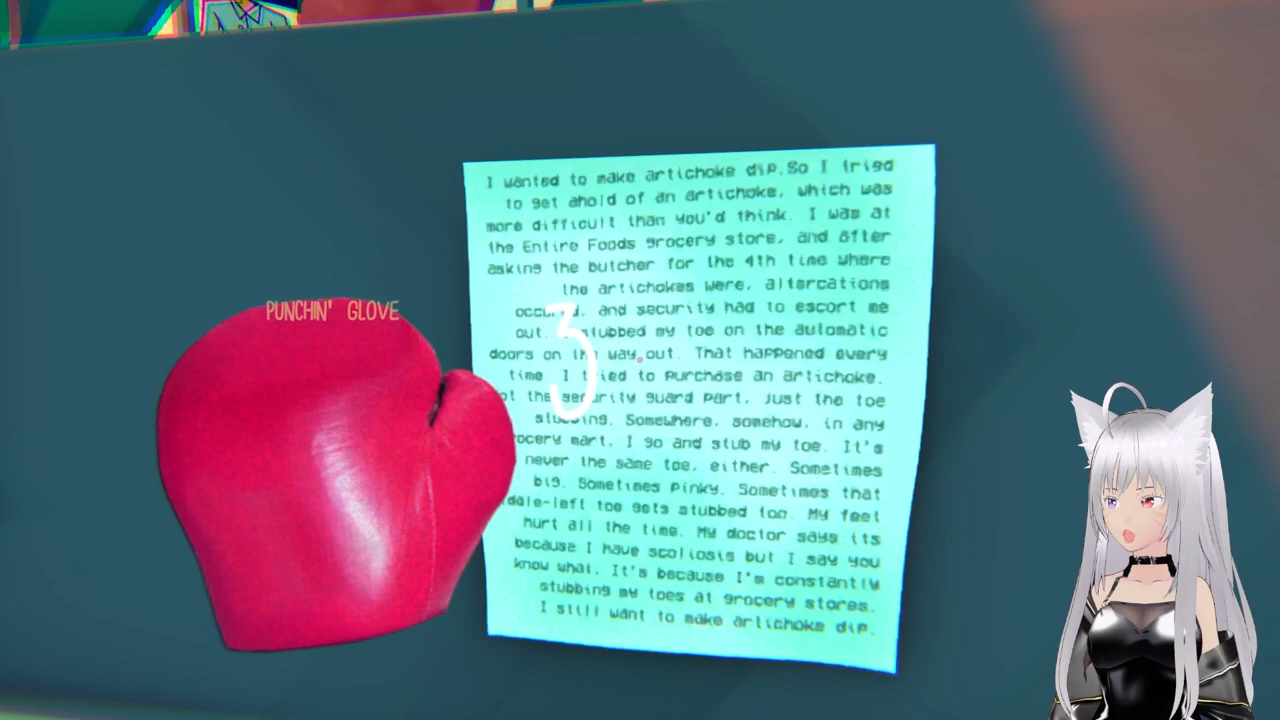 PUNCHIN' GLOVE
I wanted to make artichoke dip.So I tried
to get ahold of an artichoke, which was
more difficult than you'd think. I was at
the Entire Foods grocery store, and after
asking the butcher for the 4th time where
the artichokes were, altercations
occurred, and security had to escort me
out. I stubbed my toe on the automatic
doors on the way out. That happened every
time I tried to purchase an artichoke.
the security guard part, just the toe
stubbing. Somewhere, somehow, in any
grocery mart, I go and stub my toe. It's
never the same toe, either. Sometimes
big. Sometimes pinky. Sometimes that
middle-left toe gets stubbed too. My feet
hurt all the time. My doctor says its
because I have scoliosis but I say you
know what. It's because I'm constantly
stubbing my toes at grocery stores.
I still want to make artichoke dip.
3